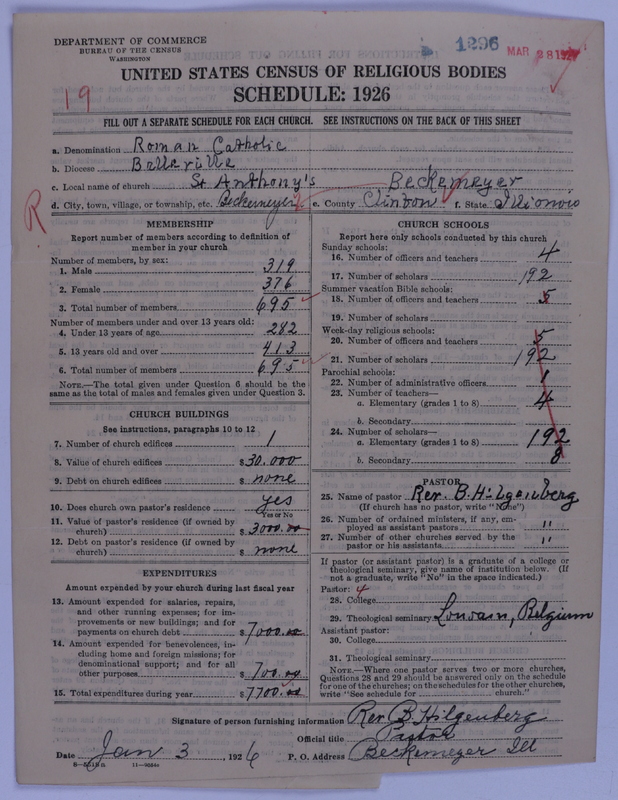 DEPARTMENT OF COMMERCE
BUREAU OF THE CENSUS
WASHINGTON
1296
MAR 28 192
19
UNITED STATES CENSUS OF RELIGIOUS BODIES
SCHEDULE: 1926
FILL OUT A SEPARATE SCHEDULE FOR EACH CHURCH. SEE INSTRUCTIONS ON THE BACK OF THIS SHEET
a. Denomination Roman Catholic
b. Diocese Belleville
c. Local name of church St Anthony's Beckemeyer
d. City, town, village, or township, etc. Beckemeyer e. County Clinton f. State Illionois
R
MEMBERSHIP
Report number of members according to definition of member in your church
Number of members, by sex:
1. Male 319
2. Female 376
3. Total number of members 695
Number of members under and over 13 years old:
4. Under 13 years of age 282
5. 13 years old and over 413
6. Total number of members 695
NOTE.—The total given under Question 6 should be the
same as the total of males and females given under Question 3.
CHURCH BUILDINGS
See instructions, paragraphs 10 to 12
7. Number of church edifices 1
8. Value of church edifices $30.000
9. Debt on church edifices $ none
10. Does church own pastor's residence yes
Yes or No
11. Value of pastor's residence (if owned by
church) $3000.00
12. Debt on pastor's residence (if owned by
church) $ none
EXPENDITURES
Amount expended by your church during last fiscal year
13. Amount expended for salaries, repairs,
and other running expenses; for im-
provements or new buildings; and for
payments on church debt $7000.00
14. Amount expended for benevolences, in-
cluding home and foreign missions; for
denominational support; and for all
other purposes $700.00
15. Total expenditures during year $7700.00
CHURCH SCHOOLS
Report here only schools conducted by this church
Sunday schools:
16. Number of officers and teachers 4
17. Number of scholars 192
Summer vacation Bible schools:
18. Number of officers and teachers 5
19. Number of scholars
Week-day religious schools:
20. Number of officers and teachers 5
21. Number of scholars 192
Parochial schools:
22. Number of administrative officers 1
23. Number of teachers—
a. Elementary (grades 1 to 8) 4
b. Secondary
24. Number of scholars—
a. Elementary (grades 1 to 8) 192
b. Secondary 8
PASTOR
25. Name of pastor Rev. B. Hilgenberg
(If church has no pastor, write "None")
26. Number of ordained ministers, if any, em-
ployed as assistant pastors "
27. Number of other churches served by the
pastor or his assistants "
If pastor (or assistant pastor) is a graduate of a college or
theological seminary, give name of institution below. (If
not a graduate, write "No" in the space indicated.)
Pastor: 4
28. College
29. Theological seminary Louvain, Belgium
Assistant pastor:
30. College
31. Theological seminary
NOTE.—Where one pastor serves two or more churches,
Questions 28 and 29 should be answered only on the schedule
for one of the churches; on the schedules for the other churches,
write "See schedule for church."
Signature of person furnishing information Rev B. Hilgenberg
Official title Pastor
Date Jan 3, 1926 P. O. Address Beckemeyer Ill